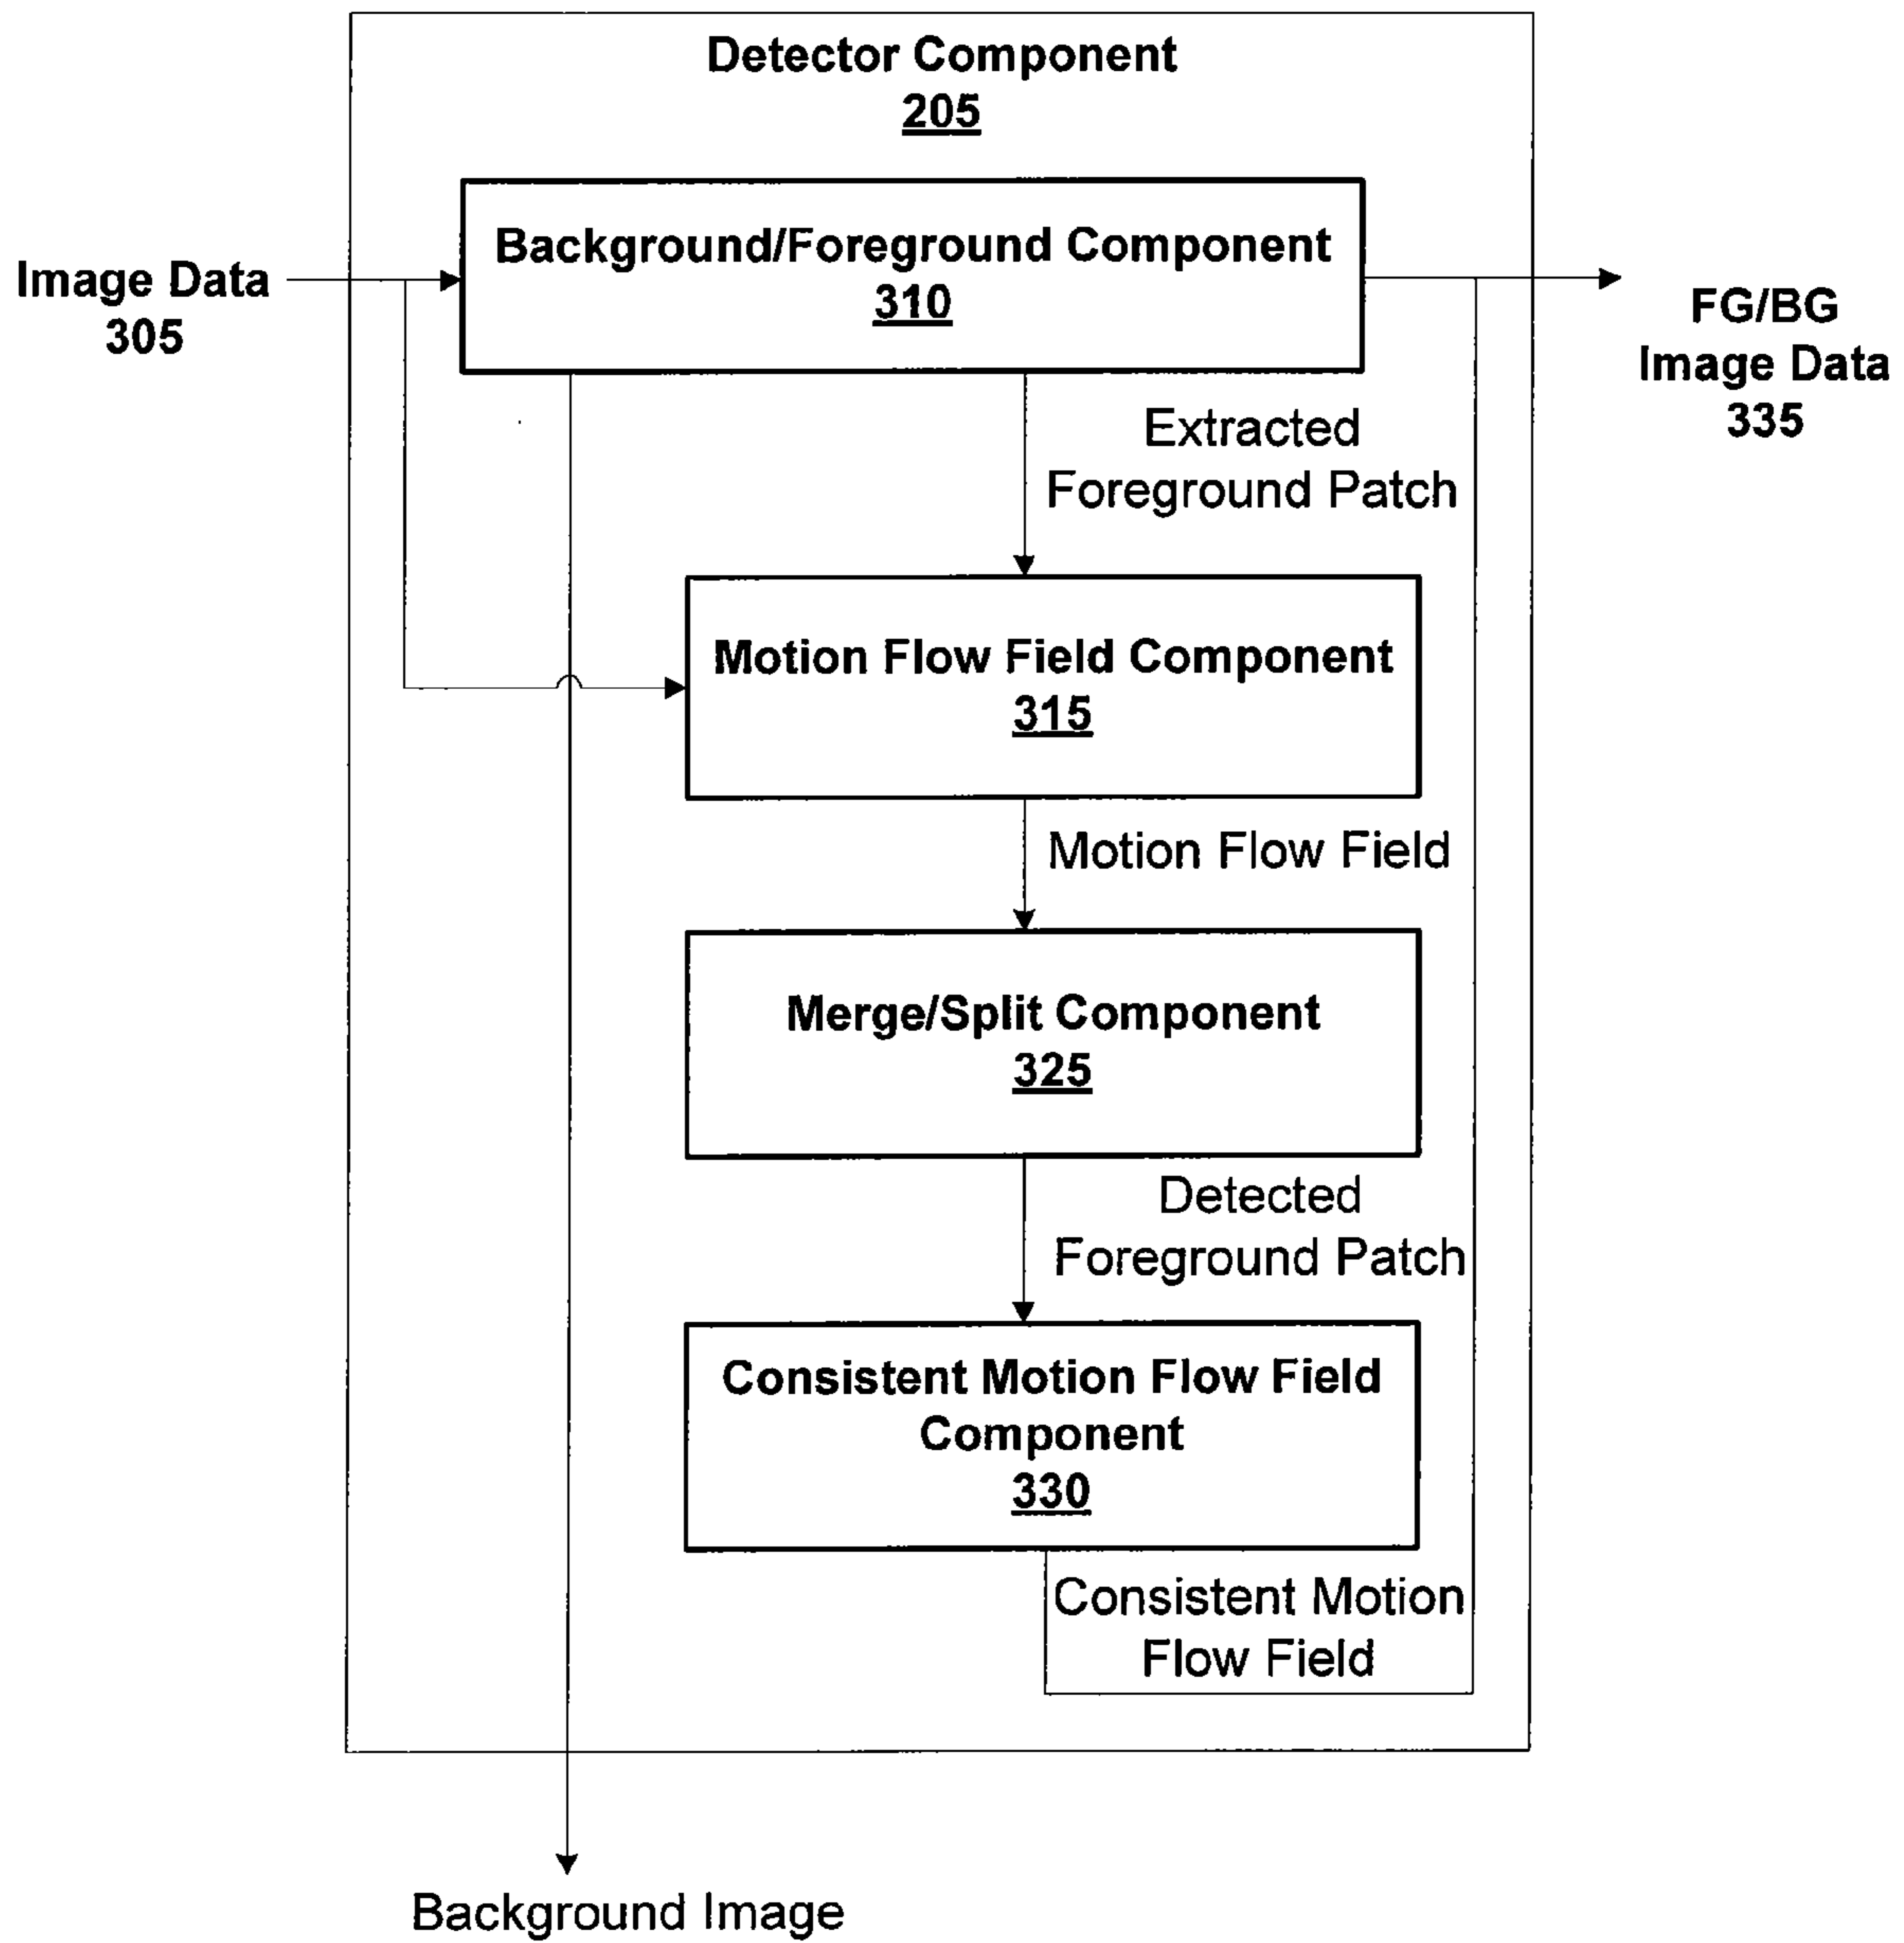 Detector Component
205
Background/Foreground Component
310
Image Data
305
FG/BG
Image Data
335
Extracted
Foreground Patch
Motion Flow Field Component
315
Motion Flow Field
Merge/Split Component
325
Detected
Foreground Patch
Consistent Motion Flow Field
Component
330
Consistent Motion
Flow Field
Background Image